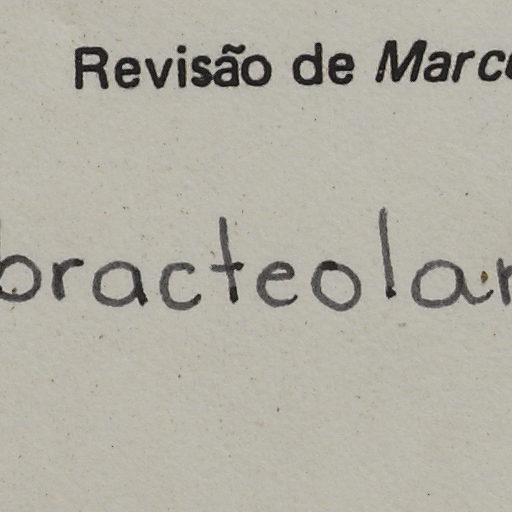 Revisão de Marc
bracteolar